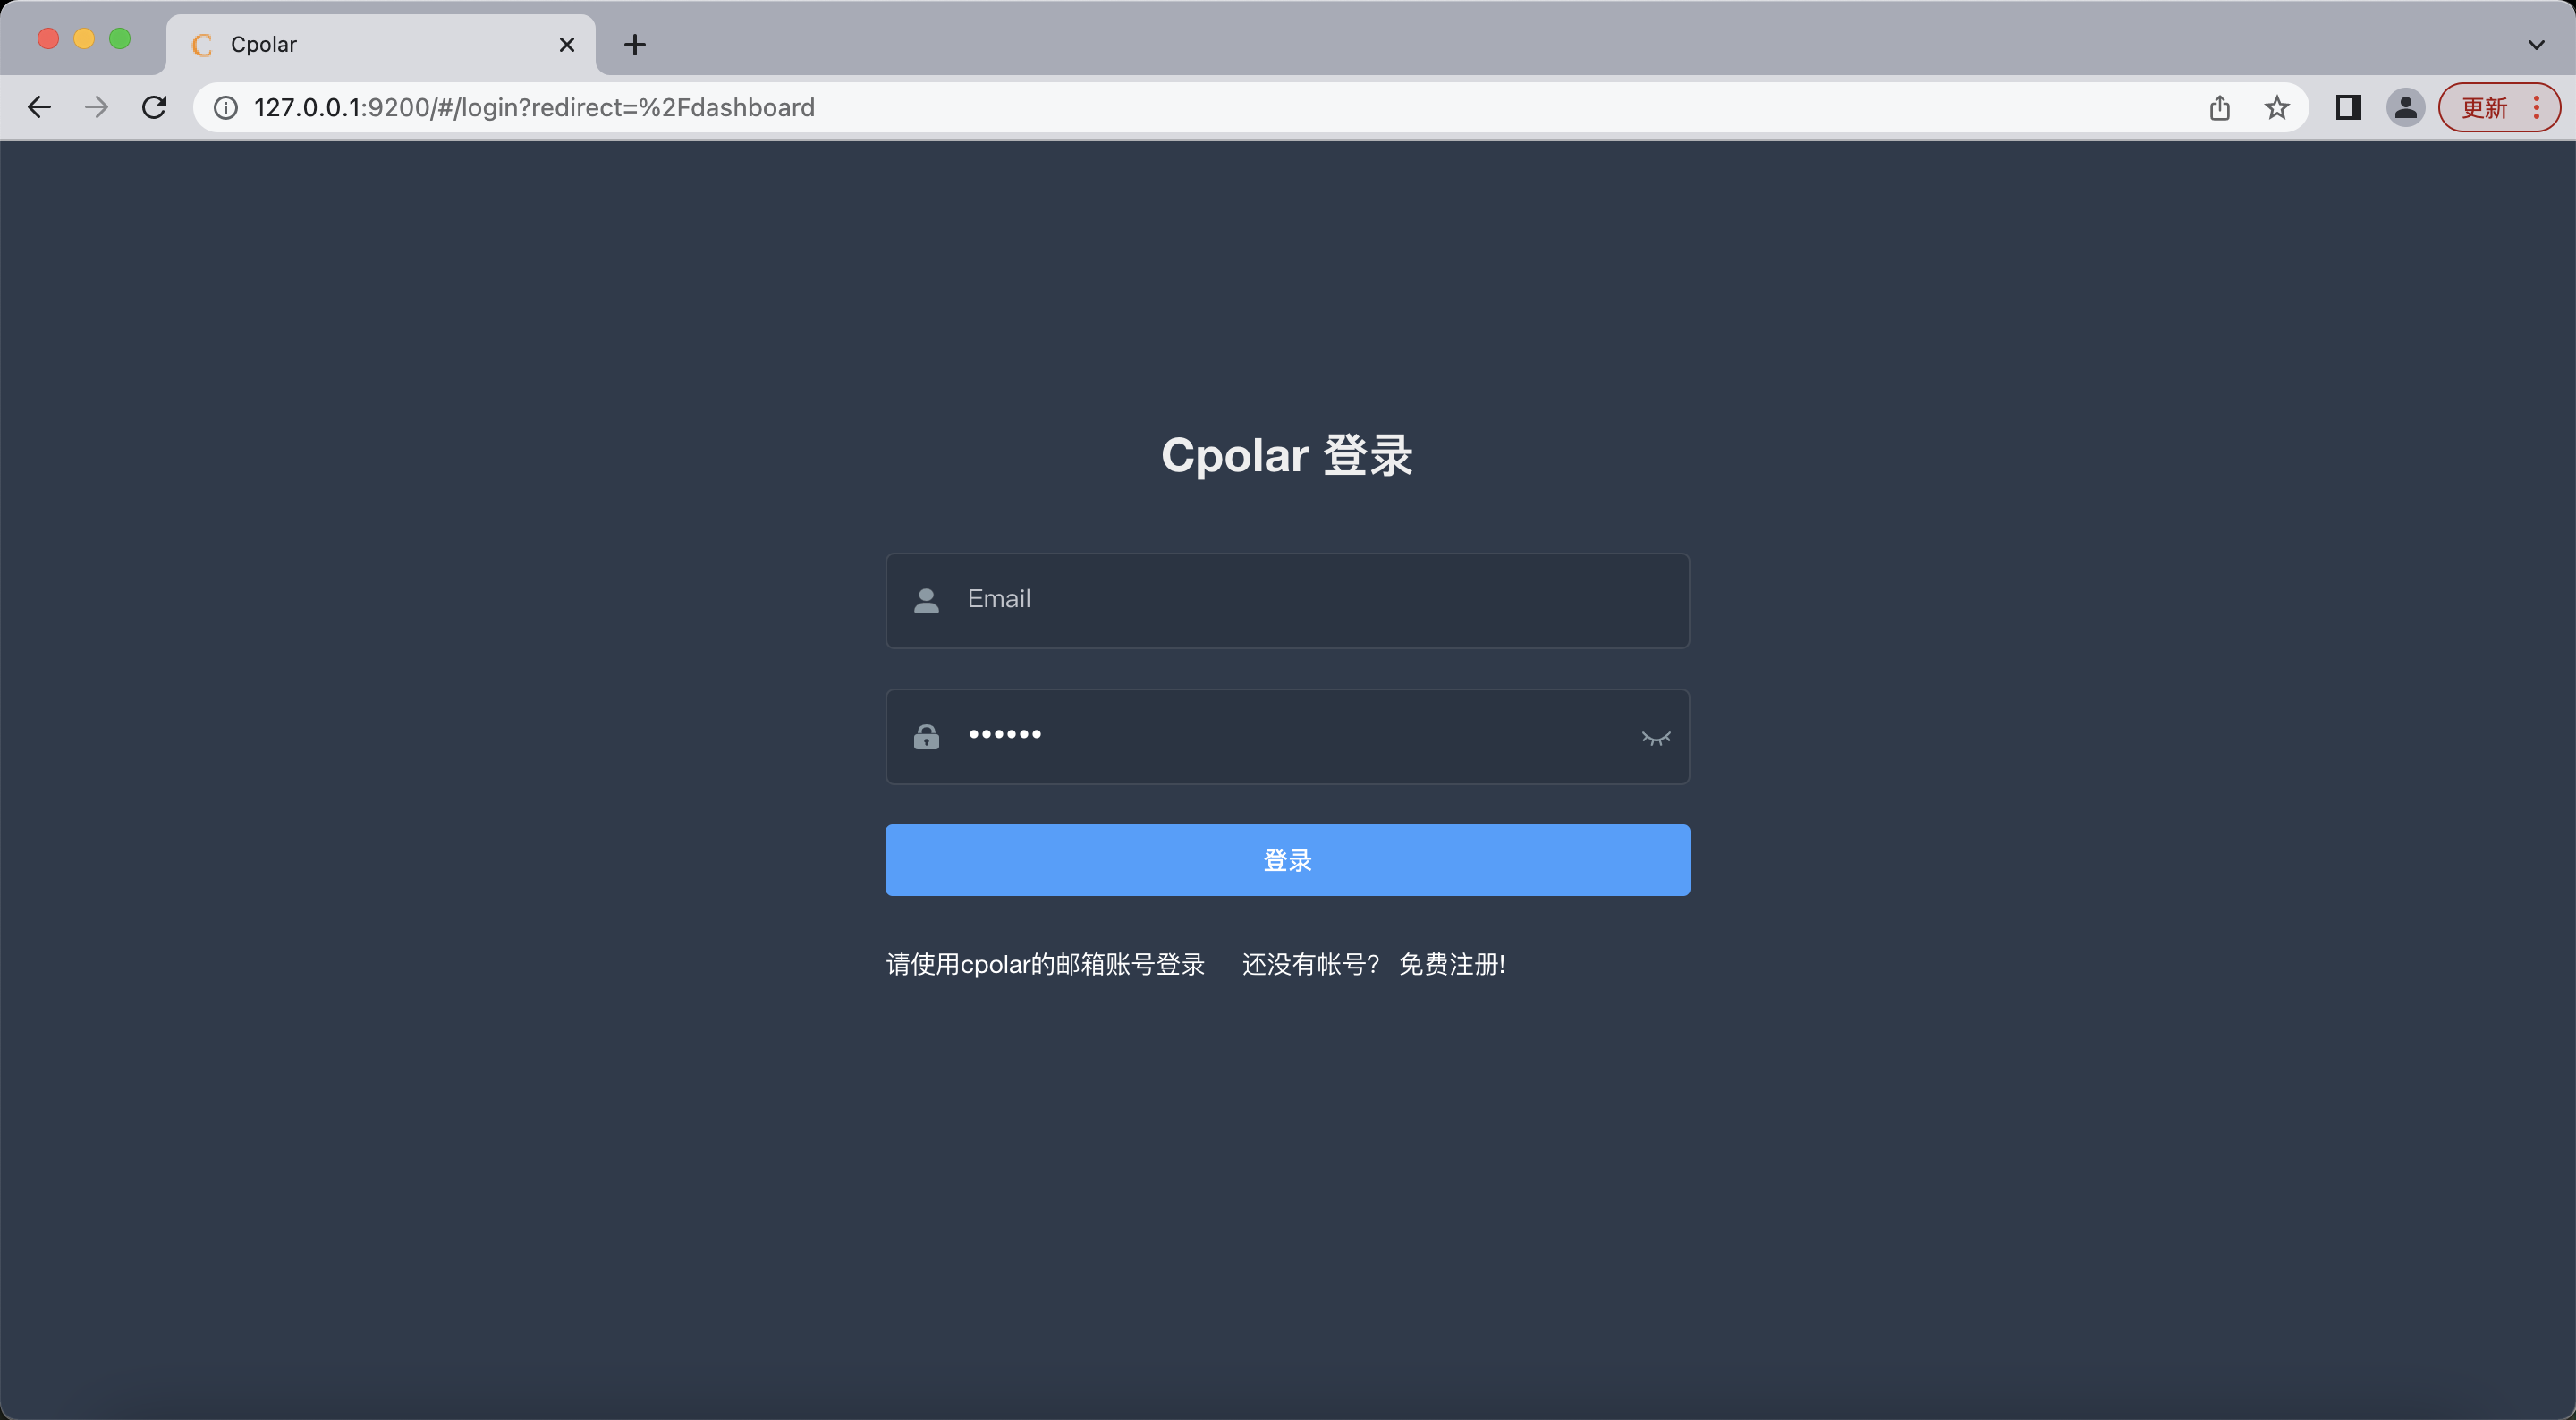 Cpolar
127.0.0.1:9200/#/login?redirect=%2Fdashboard
更新
Cpolar 登录
Email
••••••
登录
请使用cpolar的邮箱账号登录 还没有帐号? 免费注册!